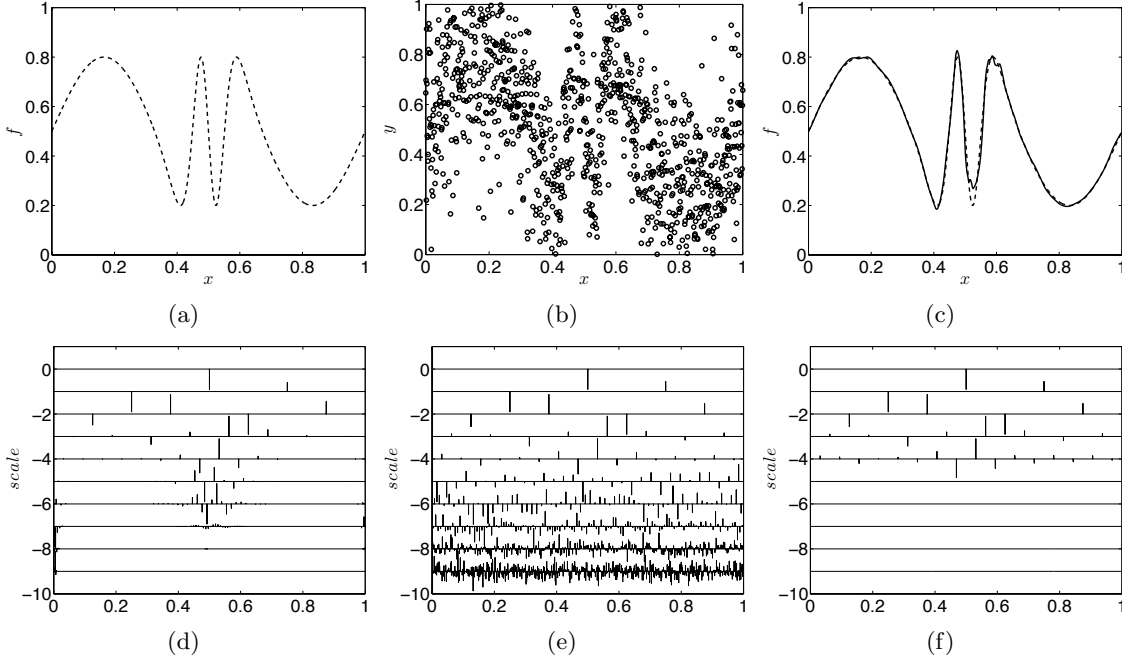 1 1 1
0.8 0.8 0.8
0.6 0.6 0.6
f y f
0.4 0.4 0.4
0.2 0.2 0.2
0 0 0
0 0.2 0.4 0.6 0.8 1 0 0.2 0.4 0.6 0.8 1 0 0.2 0.4 0.6 0.8 1
x x x
(a) (b) (c)
0 0 0
−2 −2 −2
−4 −4 −4
scale scale scale
−6 −6 −6
−8 −8 −8
−10 −10 −10
0 0.2 0.4 0.6 0.8 1 0 0.2 0.4 0.6 0.8 1 0 0.2 0.4 0.6 0.8 1
(d) (e) (f)